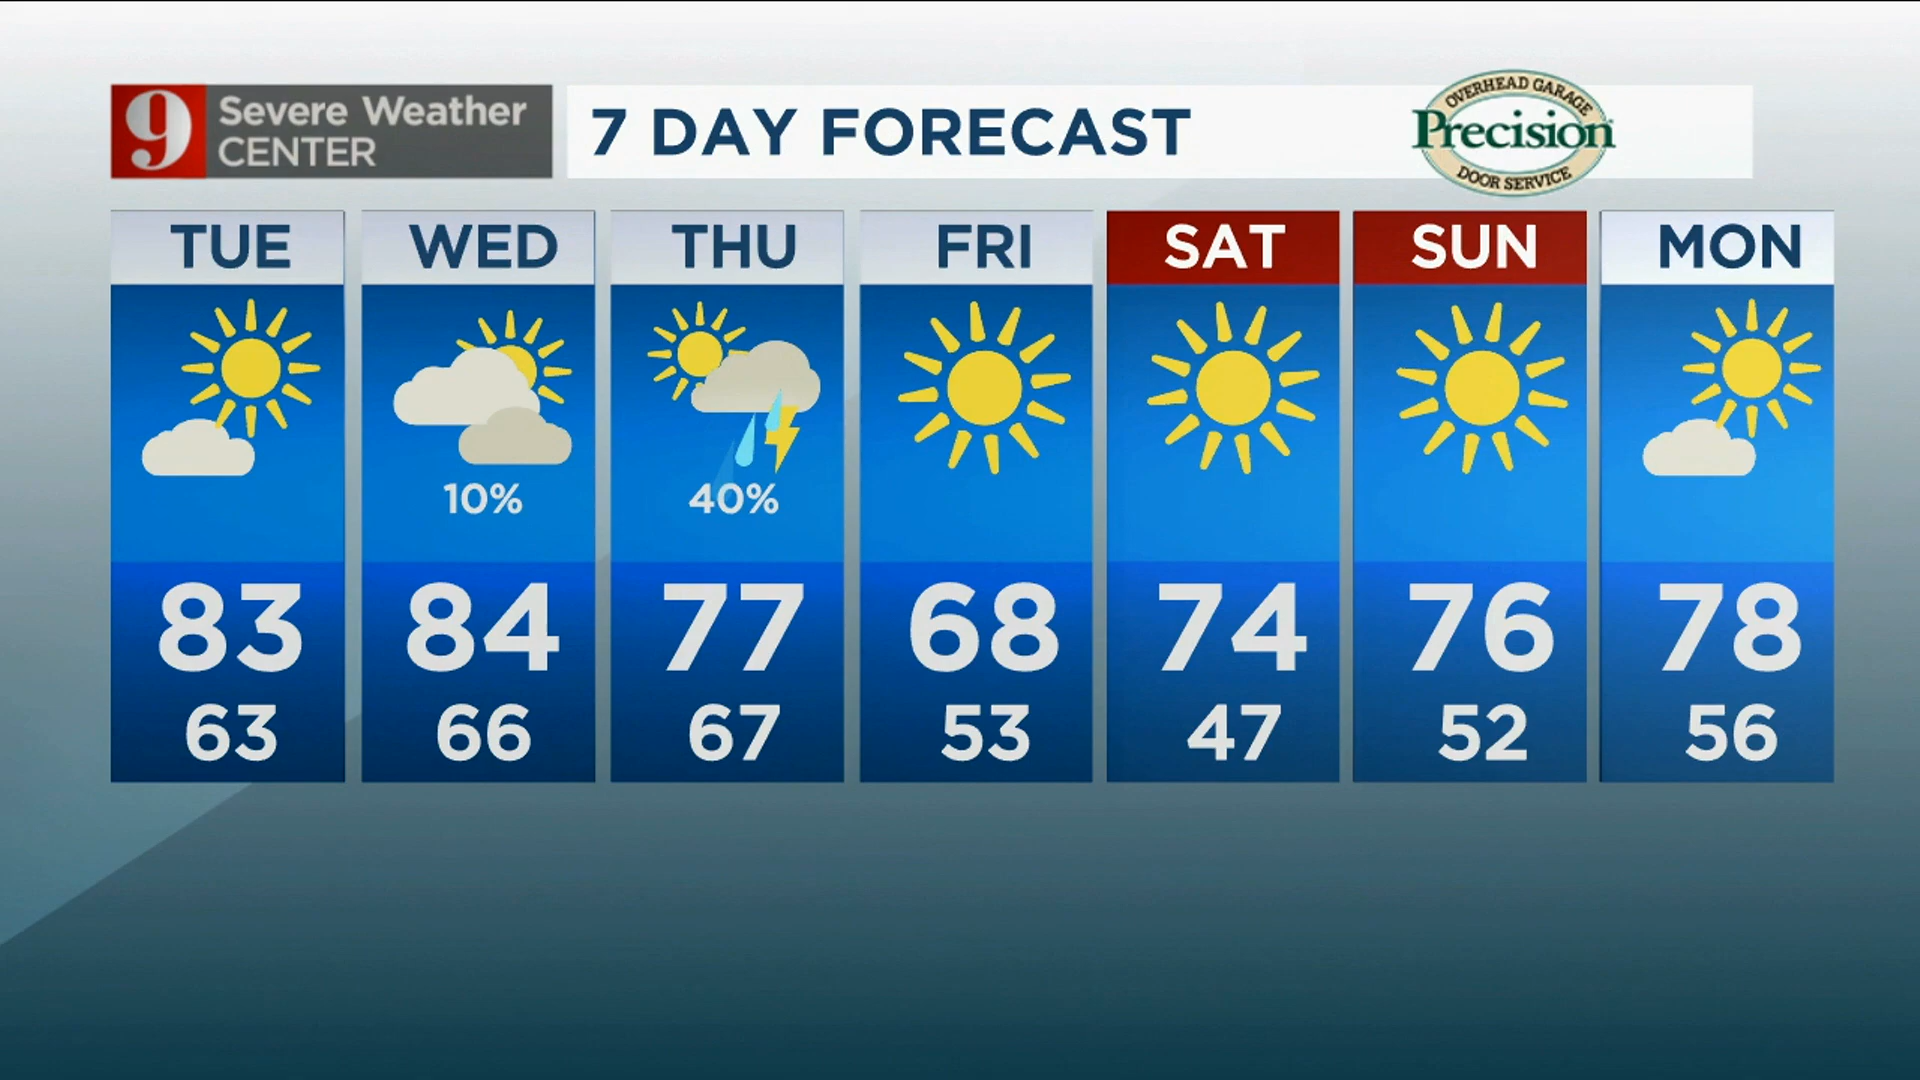 9
Severe Weather
CENTER
7 DAY FORECAST
OVERHEAD GARAGE
Precision
DOOR SERVICE
TUE WED THU FRI SAT SUN MON
10% 40%
83 84 77 68 74 76 78
63 66 67 53 47 52 56